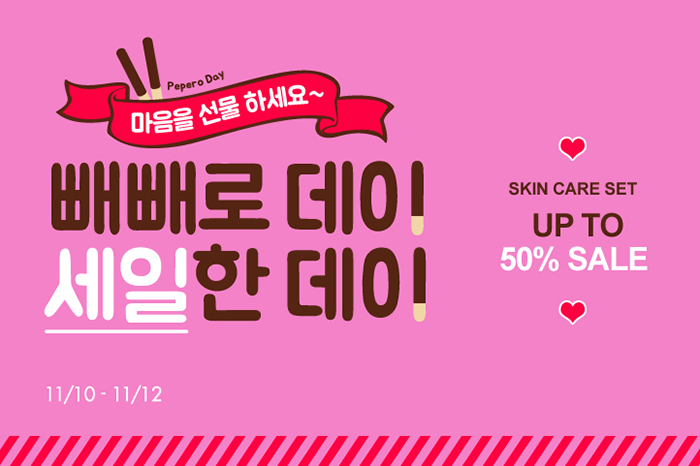 Pepero Day
마음을 선물 하세요~
빼빼로 데이
세일한 데이
11/10 - 11/12
SKIN CARE SET
UP TO
50% SALE